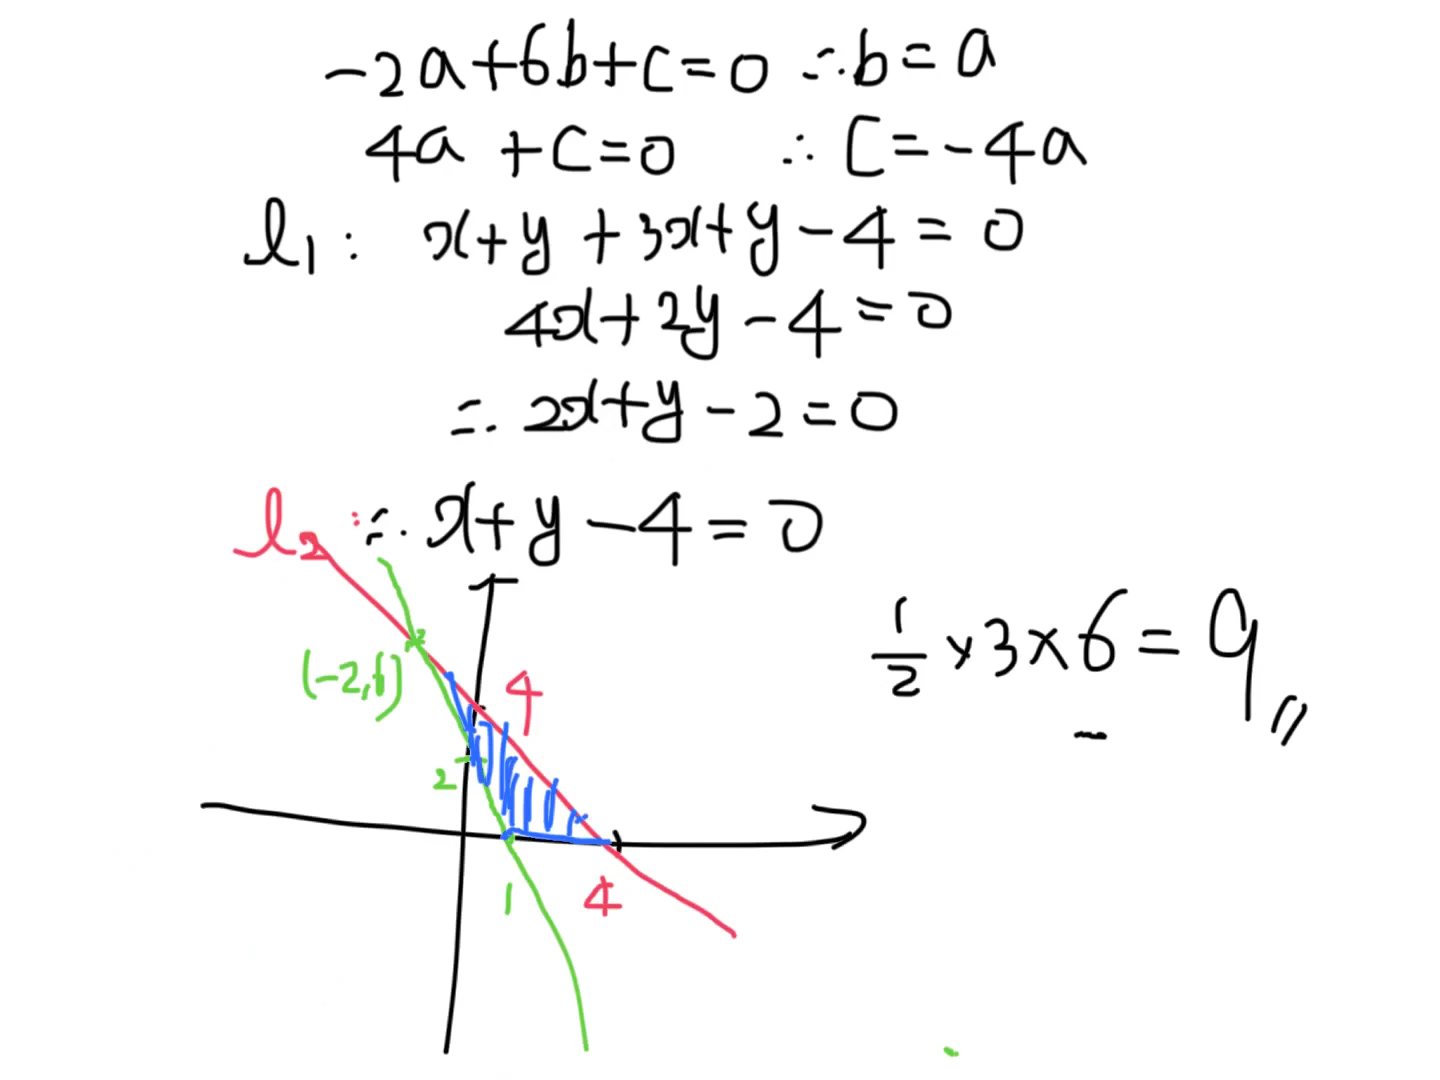 -2a+6b+c=0 ∴b=a
4a+c=0 ∴c=-4a
l₁: x+y+3x+y-4=0
4x+2y-4=0
∴2x+y-2=0
l₂: ∴x+y-4=0
(-2,6)
4
2
1
4
1/2×3×6=9